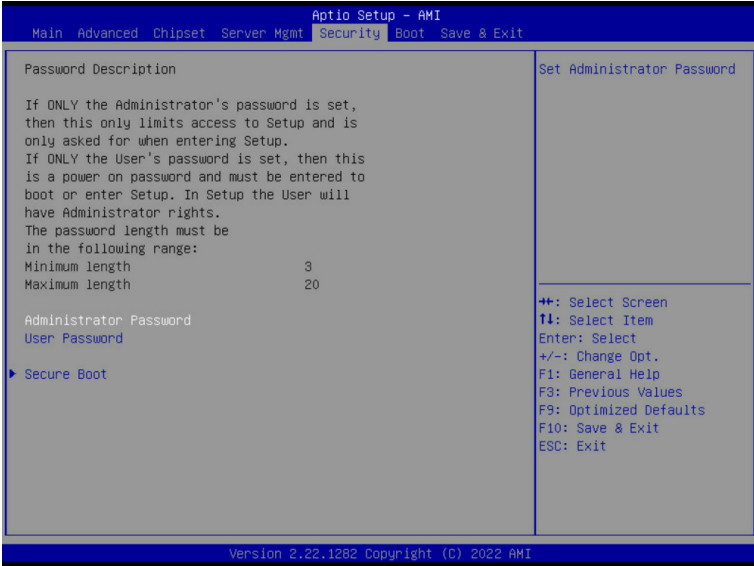 Aptio Setup – AMI
Main Advanced Chipset Server Mgmt Security Boot Save & Exit
Password Description
If ONLY the Administrator's password is set,
then this only limits access to Setup and is
only asked for when entering Setup.
If ONLY the User's password is set, then this
is a power on password and must be entered to
boot or enter Setup. In Setup the User will
have Administrator rights.
The password length must be
in the following range:
Minimum length 3
Maximum length 20
Administrator Password
User Password
Secure Boot
Set Administrator Password
→←: Select Screen
↑↓: Select Item
Enter: Select
+/-: Change Opt.
F1: General Help
F3: Previous Values
F9: Optimized Defaults
F10: Save & Exit
ESC: Exit
Version 2.22.1282 Copyright (C) 2022 AMI